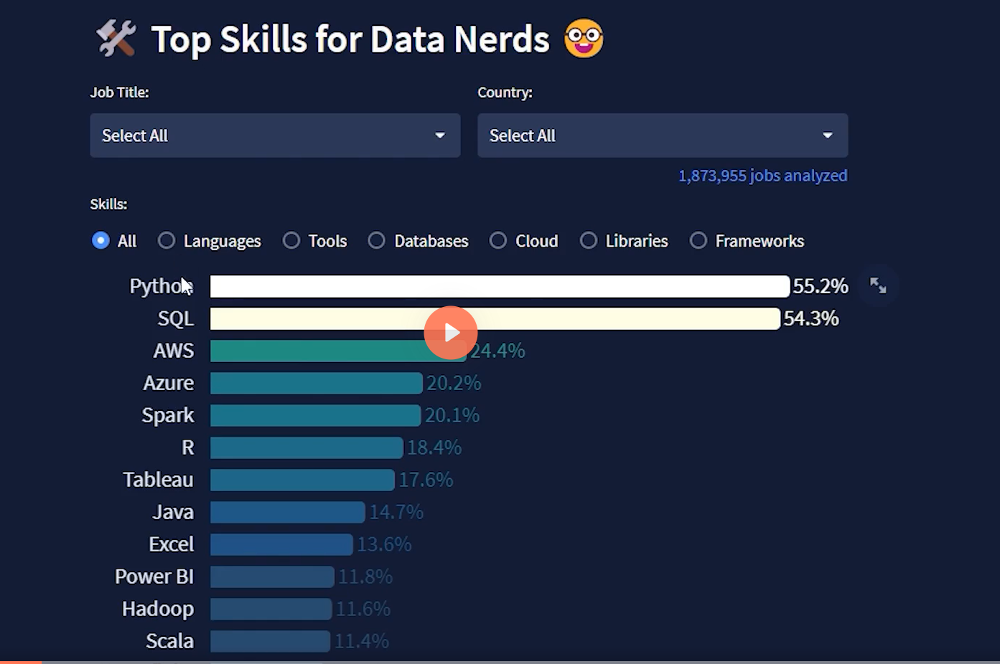 Top Skills for Data Nerds
Job Title:
Country:
Select All
Select All
1,873,955 jobs analyzed
Skills:
All Languages Tools Databases Cloud Libraries Frameworks
Python 55.2%
SQL 54.3%
AWS 24.4%
Azure 20.2%
Spark 20.1%
R 18.4%
Tableau 17.6%
Java 14.7%
Excel 13.6%
Power BI 11.8%
Hadoop 11.6%
Scala 11.4%